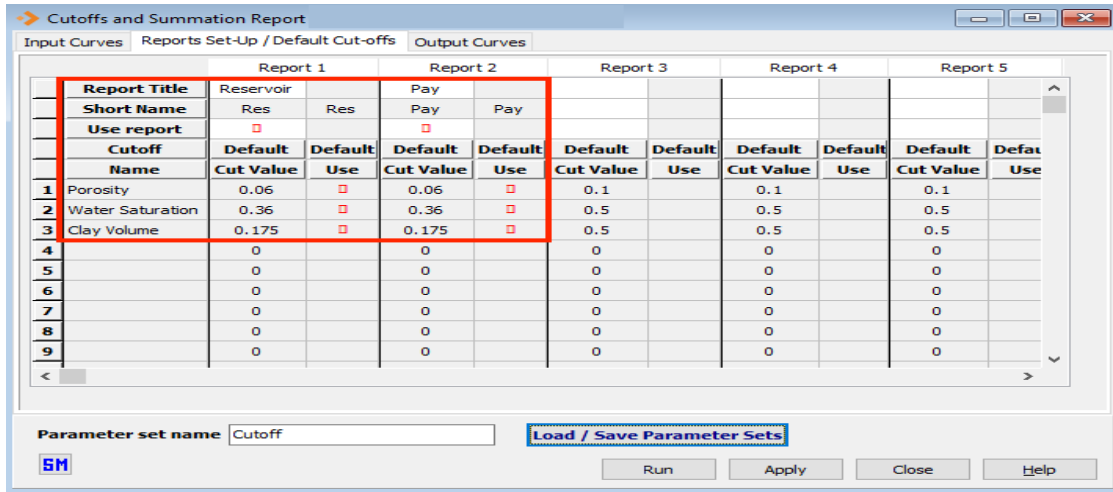 Cutoffs and Summation Report
Input Curves Reports Set-Up / Default Cut-offs Output Curves
Report 1 Report 2 Report 3 Report 4 Report 5
Report Title Reservoir Pay
Short Name Res Res Pay Pay
Use report
Cutoff Default Default Default Default Default Default Default Default Default Defau
Name Cut Value Use Cut Value Use Cut Value Use Cut Value Use Cut Value Use
1 Porosity 0.06 0.06 0.1 0.1 0.1
2 Water Saturation 0.36 0.36 0.5 0.5 0.5
3 Clay Volume 0.175 0.175 0.5 0.5 0.5
4 0 0 0 0 0
5 0 0 0 0 0
6 0 0 0 0 0
7 0 0 0 0 0
8 0 0 0 0 0
9 0 0 0 0 0
Parameter set name Cutoff Load / Save Parameter Sets
SM Run Apply Close Help